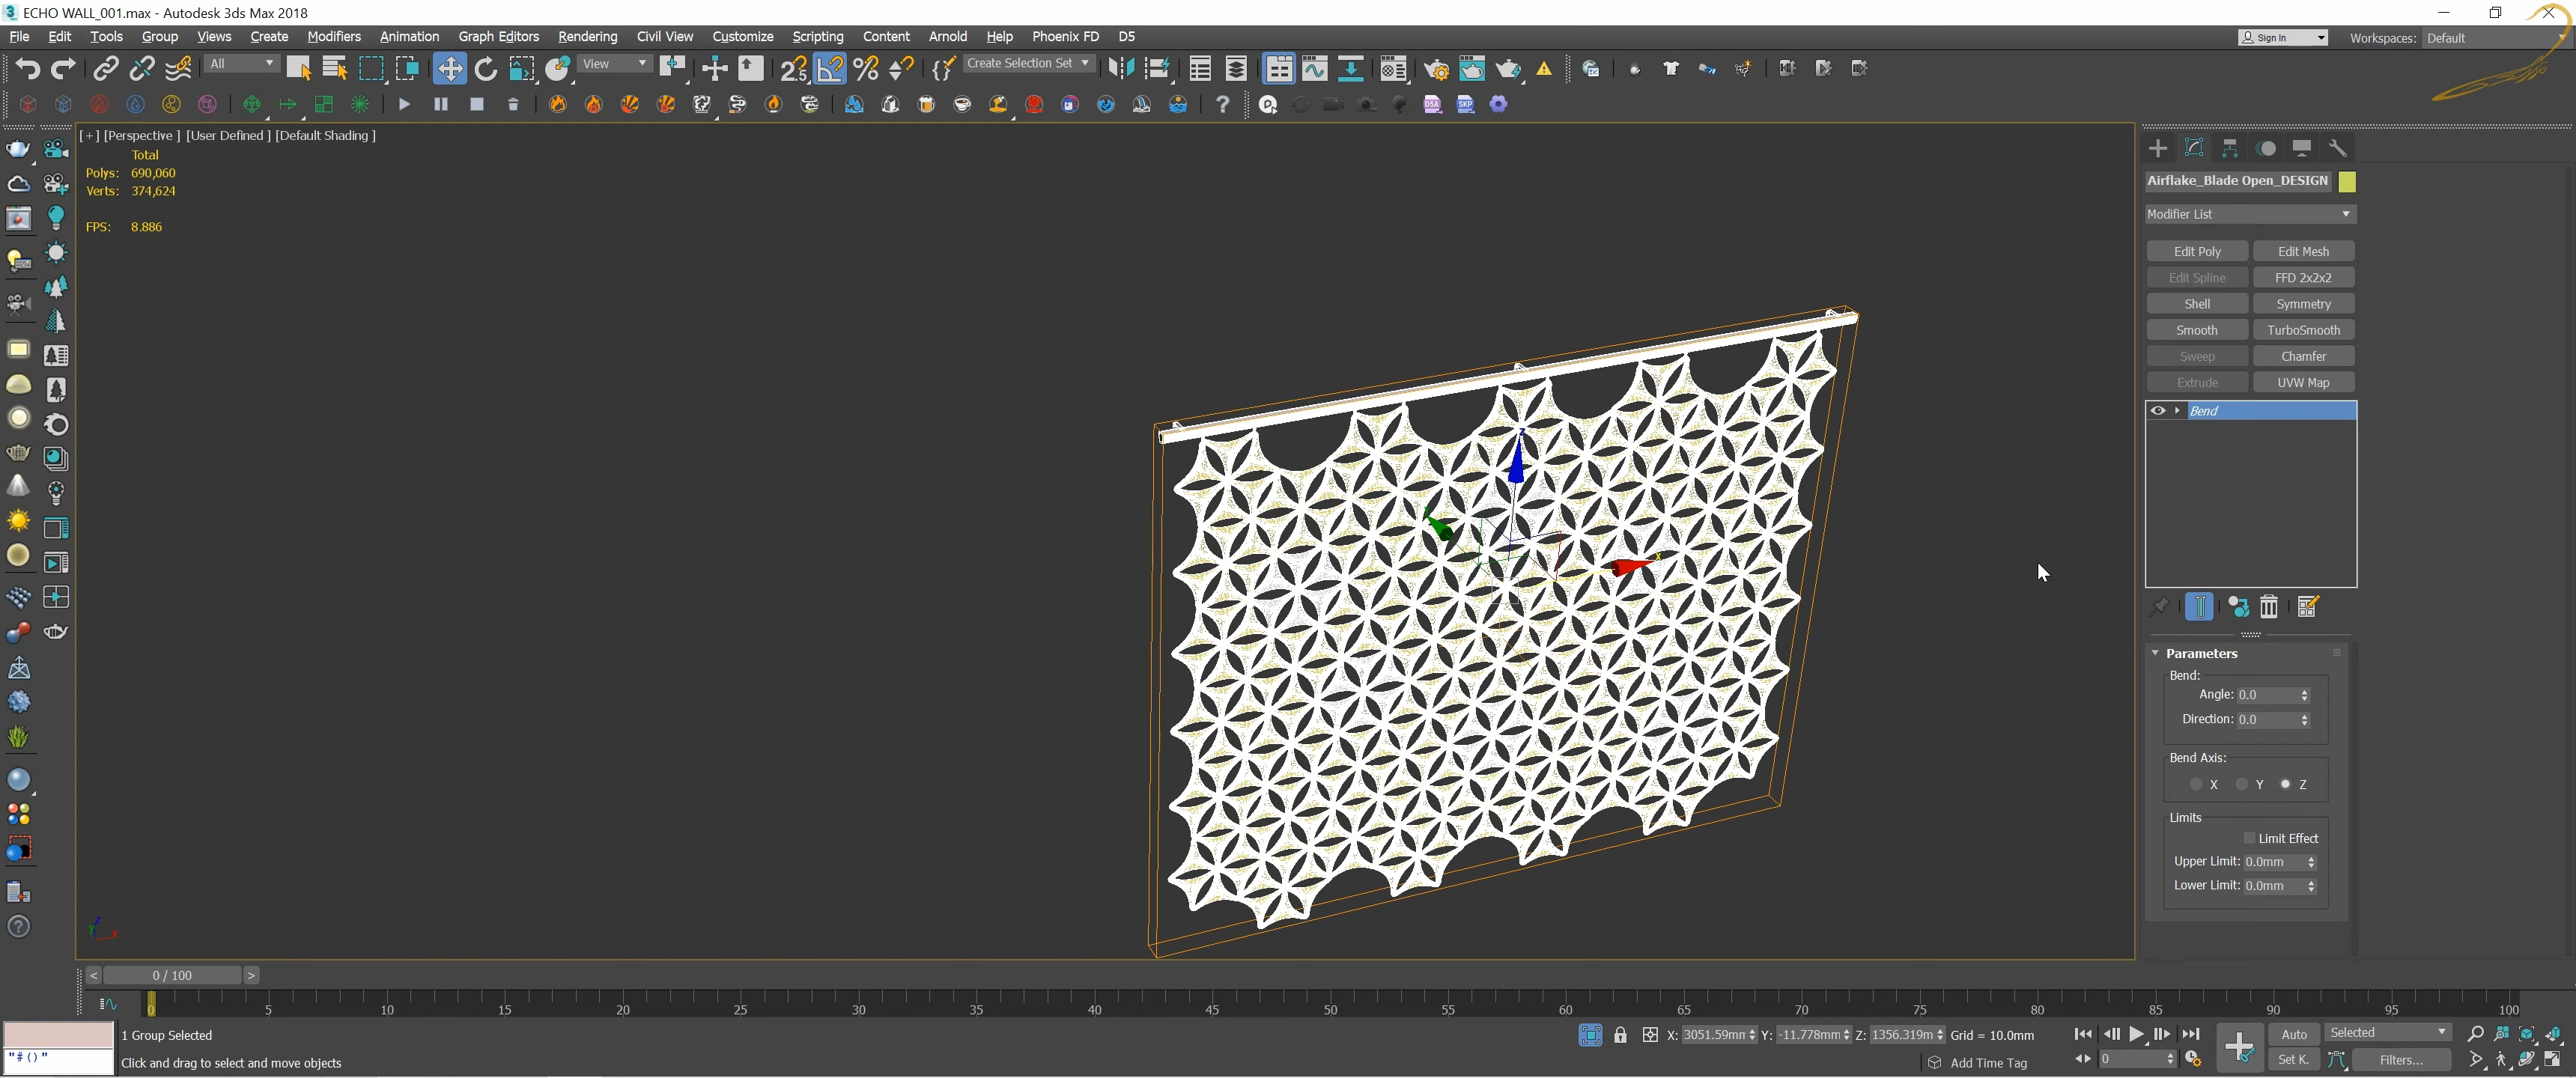 3 ECHO WALL_001.max - Autodesk 3ds Max 2018
File Edit Tools Group Views Create Modifiers Animation Graph Editors Rendering Civil View Customize Scripting Content Arnold Help Phoenix FD D5
Sign In Workspaces: Default
All View Create Selection Set
[+] [Perspective ] [User Defined ] [Default Shading ]
Total
Polys: 690,060
Verts: 374,624
FPS: 8.886
Airflake_Blade Open_DESIGN
Modifier List
Edit Poly Edit Mesh
Edit Spline FFD 2x2x2
Shell Symmetry
Smooth TurboSmooth
Sweep Chamfer
Extrude UVW Map
Bend
Parameters
Bend:
Angle: 0.0
Direction: 0.0
Bend Axis:
X Y Z
Limits
Limit Effect
Upper Limit: 0.0mm
Lower Limit: 0.0mm
z
x
z
y
x
< 0 / 100 >
0 5 10 15 20 25 30 35 40 45 50 55 60 65 70 75 80 85 90 95 100
1 Group Selected
X: 3051.59mm Y: -11.778mm Z: 1356.319m Grid = 10.0mm
Auto Selected
"#()"
Click and drag to select and move objects
Add Time Tag
0
Set K. Filters...